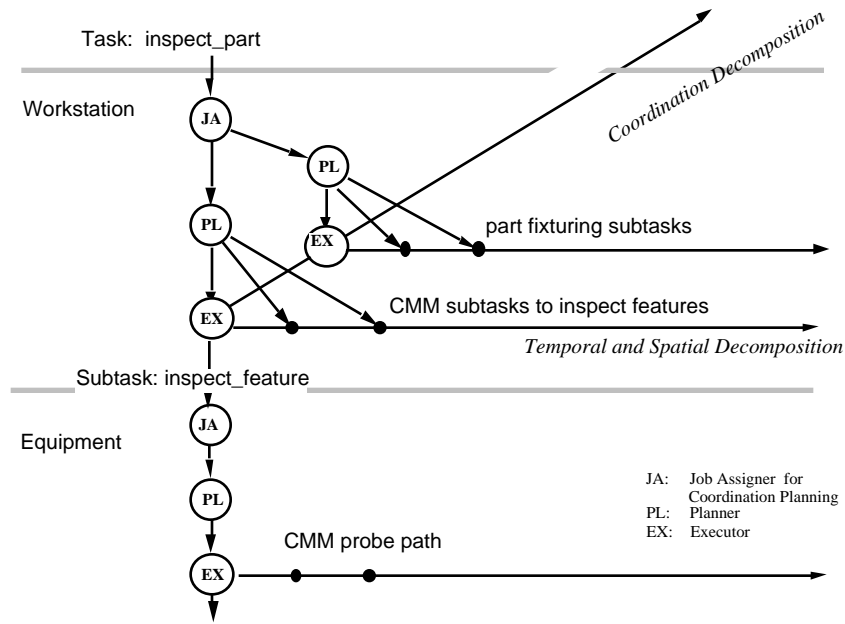 Task: inspect_part
Coordination Decomposition
Workstation
JA
PL
PL
EX
part fixturing subtasks
EX
CMM subtasks to inspect features
Temporal and Spatial Decomposition
Subtask: inspect_feature
JA
Equipment
PL
JA: Job Assigner for
Coordination Planning
PL: Planner
EX: Executor
CMM probe path
EX